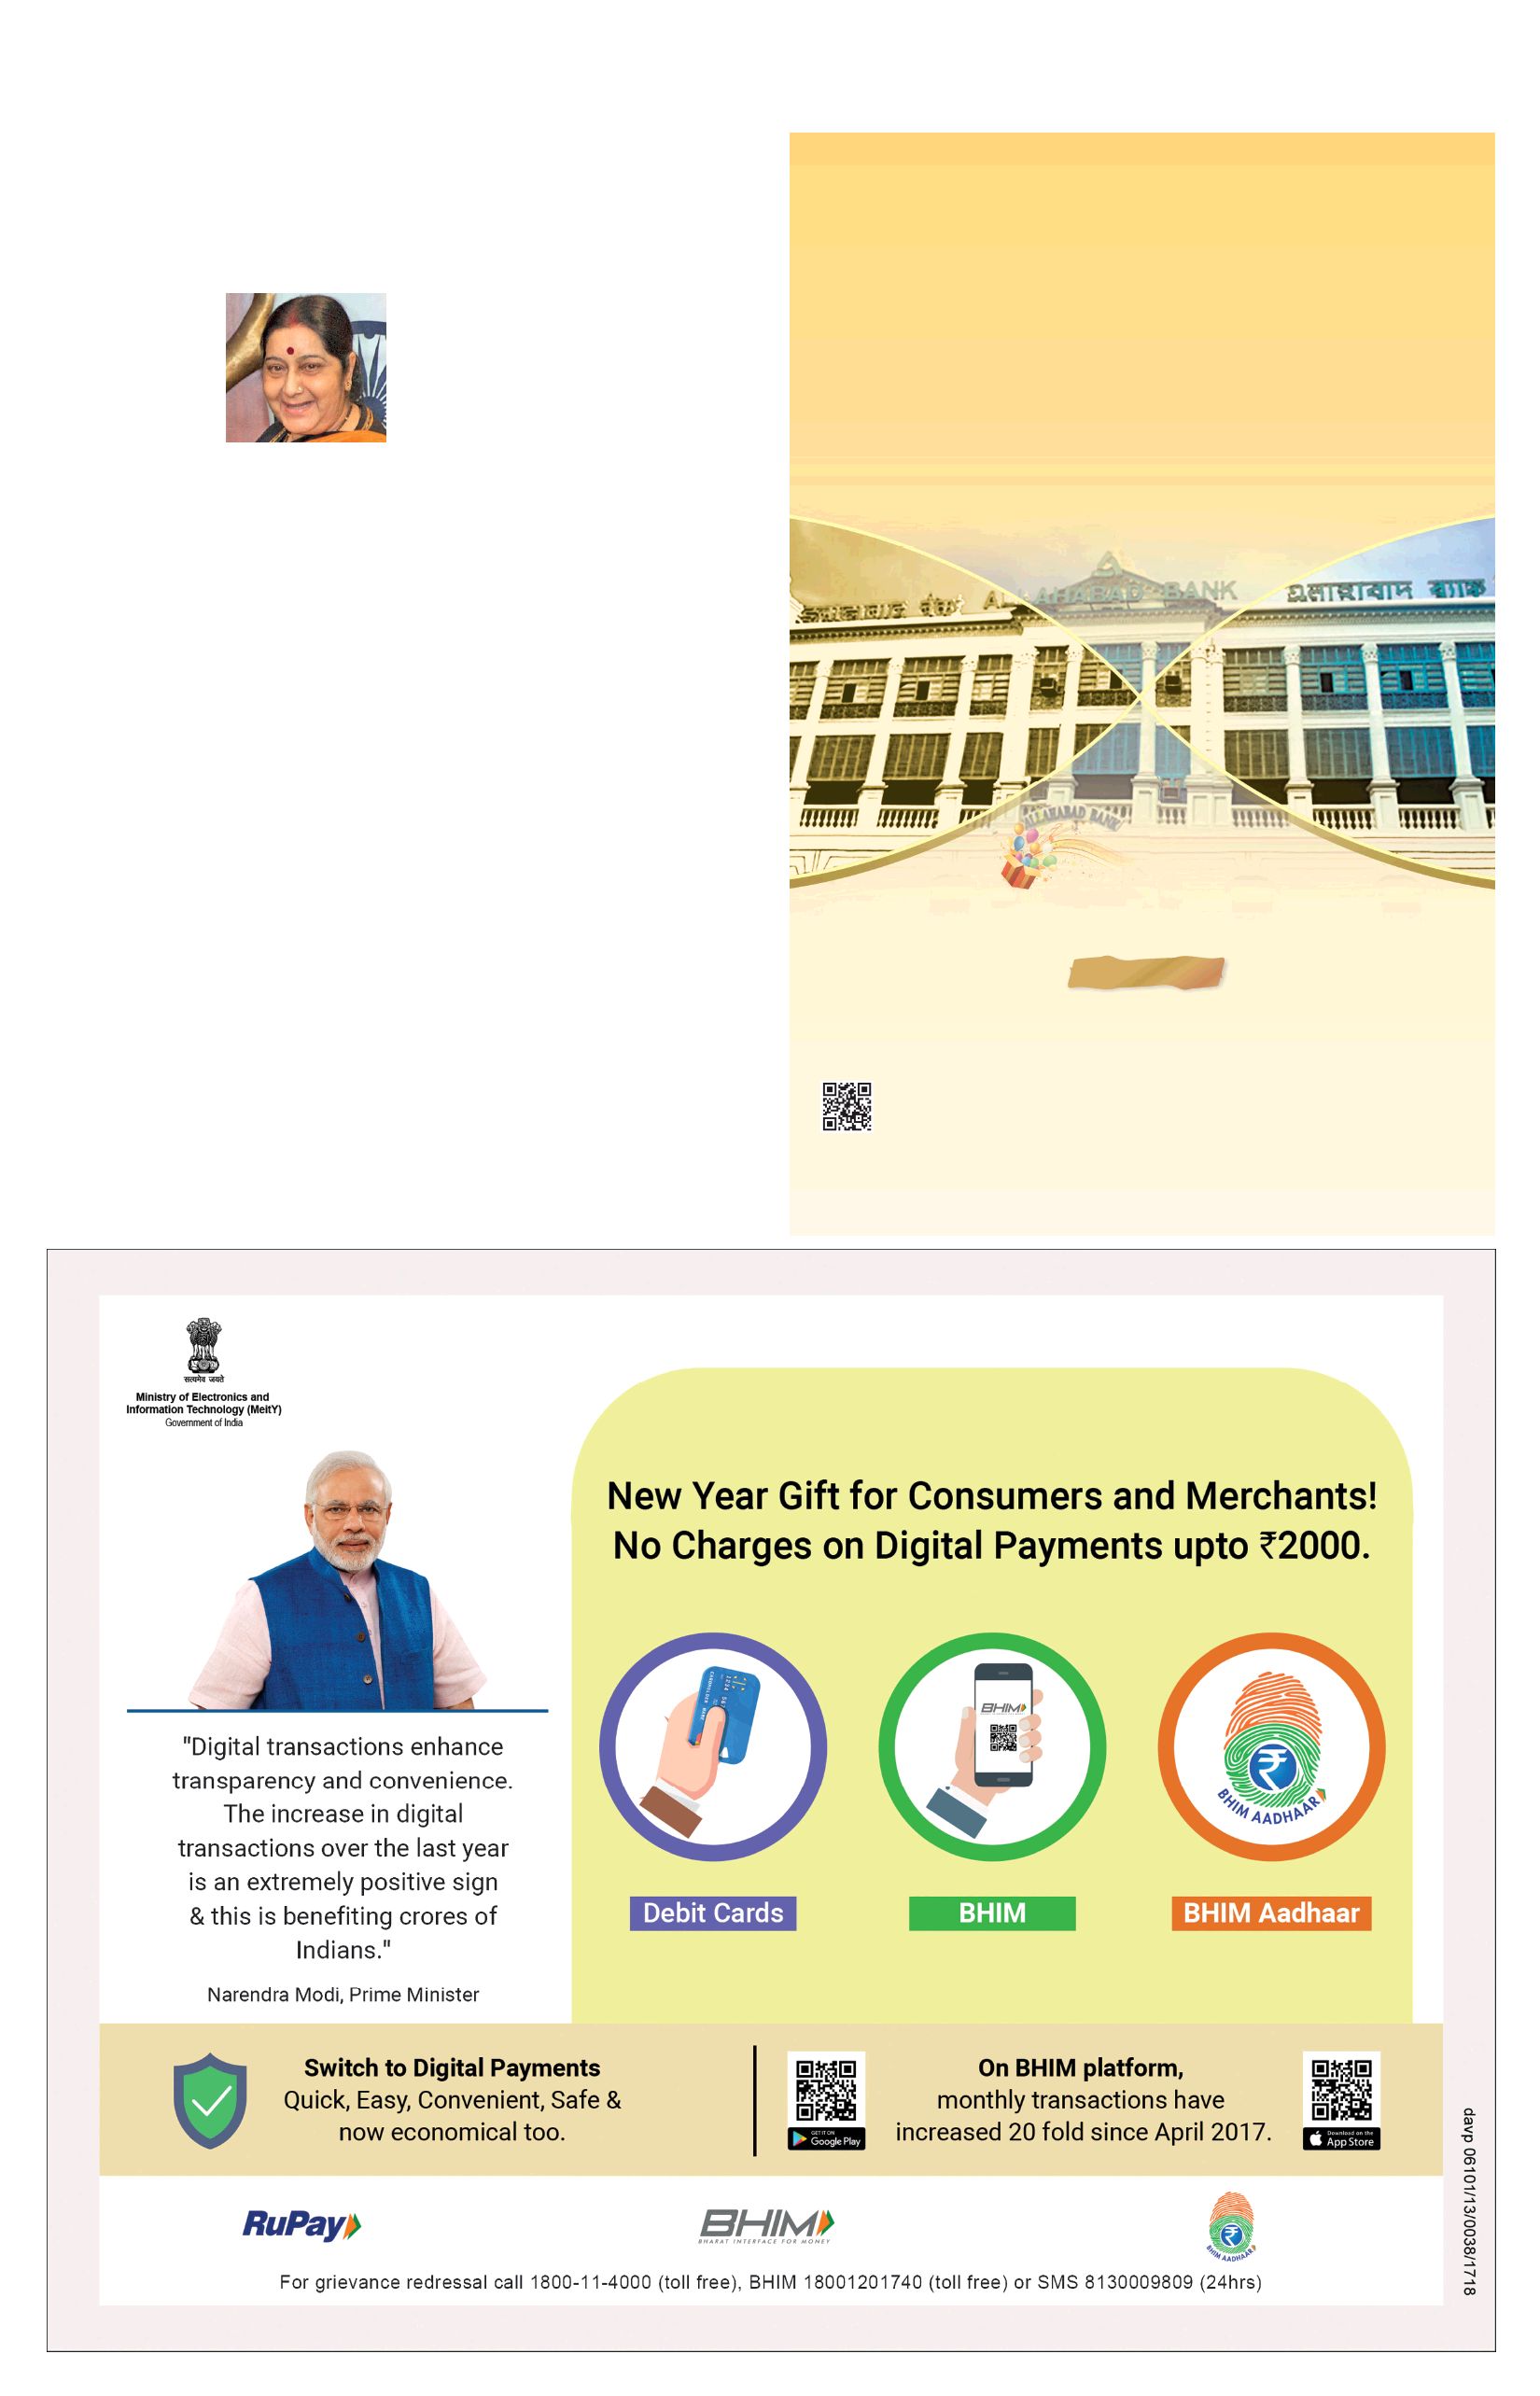 ALLAHABAD BANK
এলাহাবাদ ব্যাঙ্ক
ALLAHABAD BANK
सत्यमेव जयते
Ministry of Electronics and
Information Technology (MeitY)
Government of India
New Year Gift for Consumers and Merchants!
No Charges on Digital Payments upto ₹2000.
"Digital transactions enhance
transparency and convenience.
The increase in digital
transactions over the last year
is an extremely positive sign
& this is benefiting crores of
Indians."
Narendra Modi, Prime Minister
BHIM
BHIM AADHAAR
Debit Cards
BHIM
BHIM Aadhaar
Switch to Digital Payments
Quick, Easy, Convenient, Safe &
now economical too.
GET IT ON
Google Play
On BHIM platform,
monthly transactions have
increased 20 fold since April 2017.
Download on the
App Store
RuPay
BHIM
BHARAT INTERFACE FOR MONEY
BHIM AADHAAR
For grievance redressal call 1800-11-4000 (toll free), BHIM 18001201740 (toll free) or SMS 8130009809 (24hrs)
davp 06101/13/0038/1718